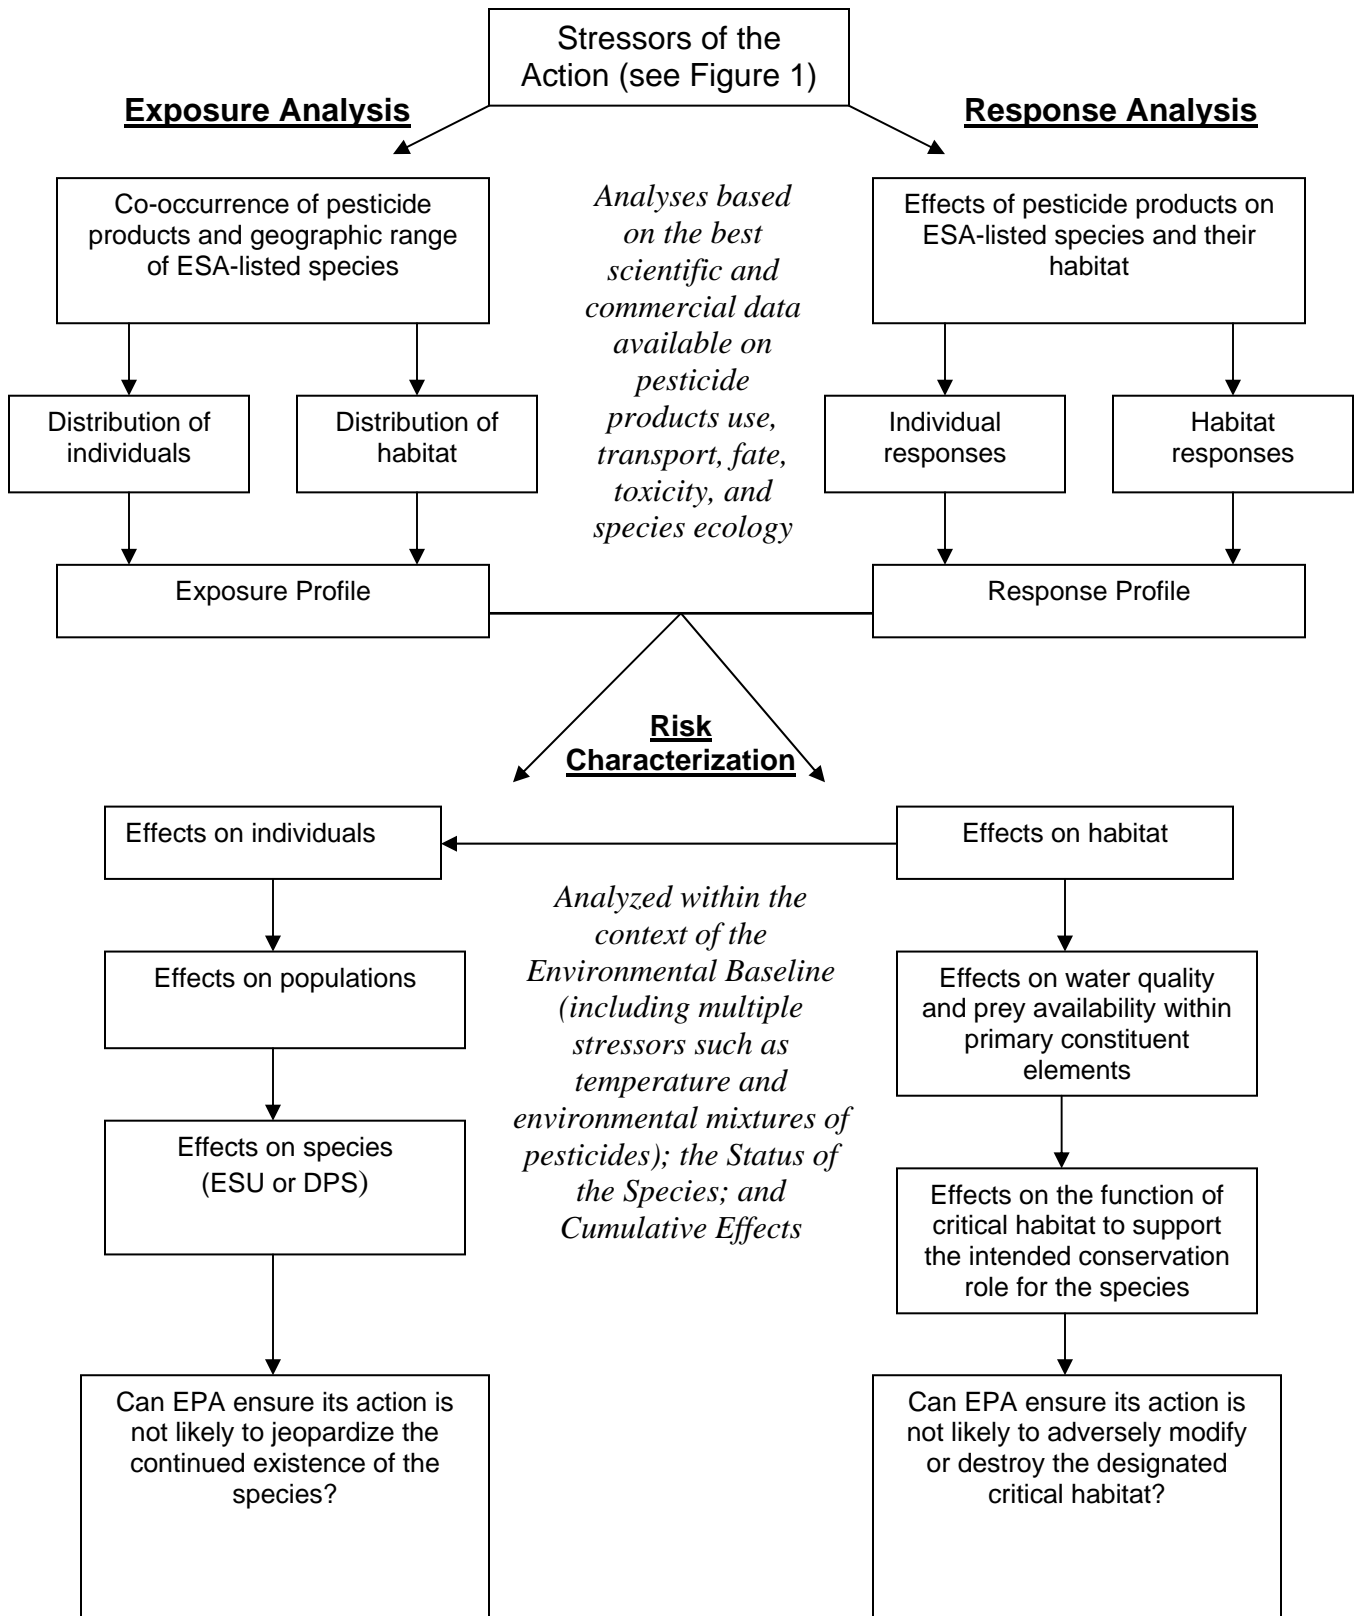 Stressors of the
Action (see Figure 1)
Exposure Analysis
Response Analysis
Co-occurrence of pesticide
products and geographic range
of ESA-listed species
Analyses based
on the best
scientific and
commercial data
available on
pesticide
products use,
transport, fate,
toxicity, and
species ecology
Effects of pesticide products on
ESA-listed species and their
habitat
Distribution of
individuals
Distribution of
habitat
Individual
responses
Habitat
responses
Exposure Profile
Response Profile
Risk
Characterization
Effects on individuals
Effects on habitat
Analyzed within the
context of the
Environmental Baseline
(including multiple
stressors such as
temperature and
environmental mixtures of
pesticides); the Status of
the Species; and
Cumulative Effects
Effects on populations
Effects on water quality
and prey availability within
primary constituent
elements
Effects on species
(ESU or DPS)
Effects on the function of
critical habitat to support
the intended conservation
role for the species
Can EPA ensure its action is
not likely to jeopardize the
continued existence of the
species?
Can EPA ensure its action is
not likely to adversely modify
or destroy the designated
critical habitat?